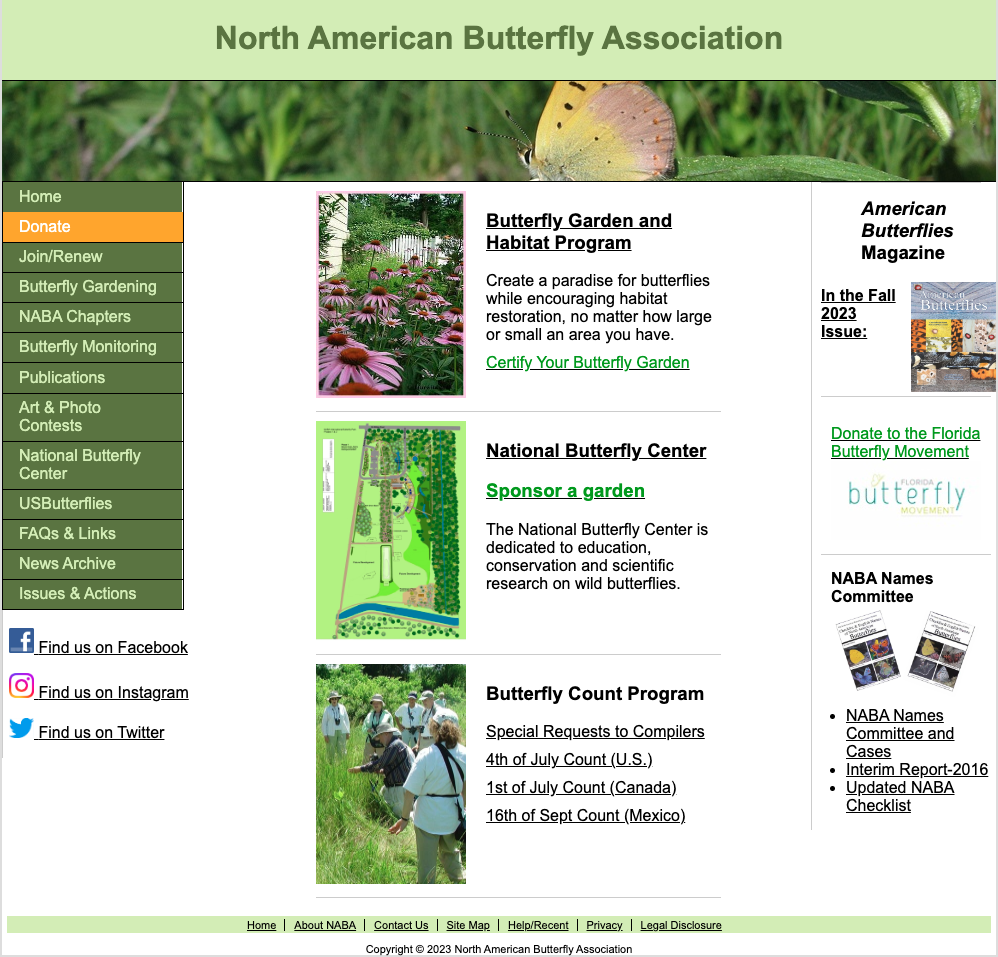 North American Butterfly Association
Home
Donate
Join/Renew
Butterfly Gardening
NABA Chapters
Butterfly Monitoring
Publications
Art & Photo
Contests
National Butterfly
Center
USButterflies
FAQs & Links
News Archive
Issues & Actions
Find us on Facebook
Find us on Instagram
Find us on Twitter
Butterfly Garden and
Habitat Program
Create a paradise for butterflies
while encouraging habitat
restoration, no matter how large
or small an area you have.
Certify Your Butterfly Garden
National Butterfly Center
Sponsor a garden
The National Butterfly Center is
dedicated to education,
conservation and scientific
research on wild butterflies.
Butterfly Count Program
Special Requests to Compilers
4th of July Count (U.S.)
1st of July Count (Canada)
16th of Sept Count (Mexico)
American
Butterflies
Magazine
In the Fall
2023
Issue:
American
Butterflies
Donate to the Florida
Butterfly Movement
FLORIDA
butterfly
MOVEMENT
NABA Names
Committee
Butterflies
Butterflies
NABA Names
Committee and
Cases
Interim Report-2016
Updated NABA
Checklist
Home | About NABA | Contact Us | Site Map | Help/Recent | Privacy | Legal Disclosure
Copyright © 2023 North American Butterfly Association